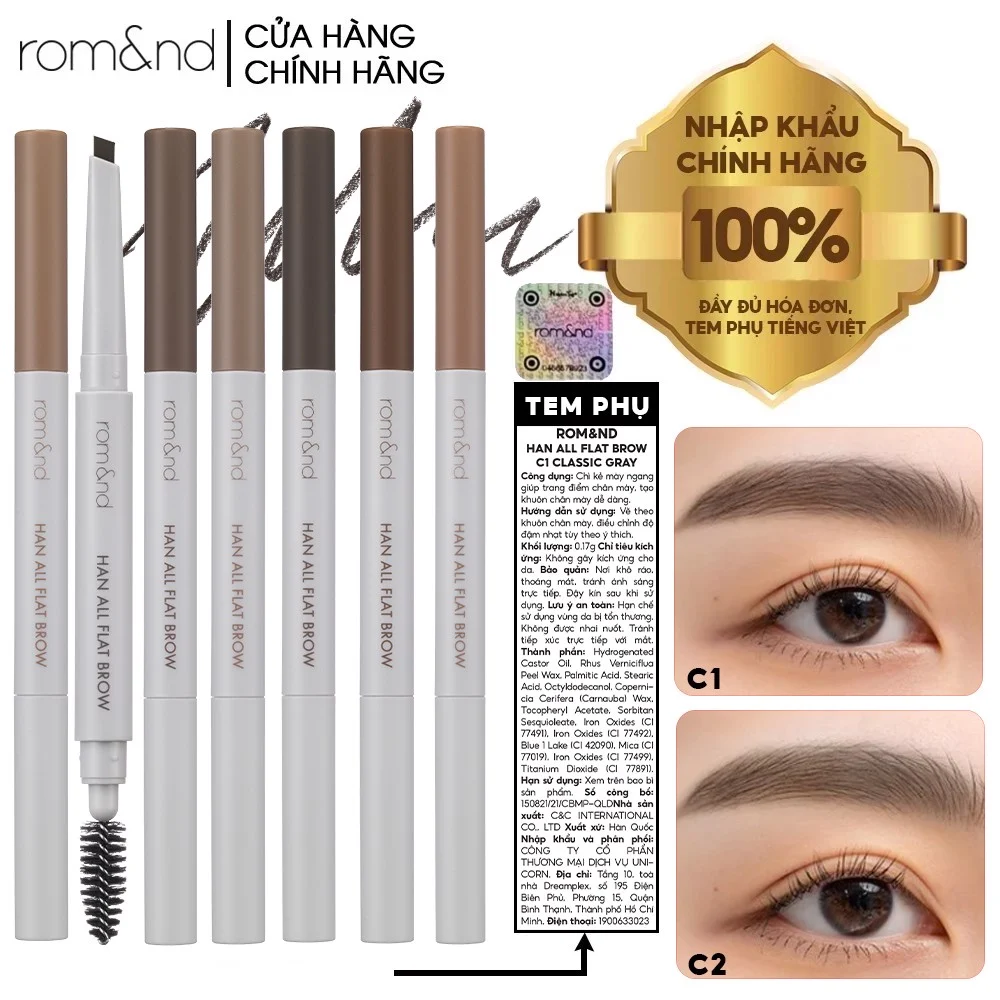 rom&nd
CỬA HÀNG
CHÍNH HÃNG
NHẬP KHẨU
CHÍNH HÃNG
100%
ĐẦY ĐỦ HÓA ĐƠN,
TEM PHỤ TIẾNG VIỆT
rom&nd
TEM PHỤ
ROM&ND
HAN ALL FLAT BROW
C1 CLASSIC GRAY
Công dụng: Chì kẻ mày ngang
giúp trang điểm chân mày, tạo
khuôn chân mày dễ dàng.
Hướng dẫn sử dụng: Vẽ theo
khuôn chân mày, điều chỉnh độ
đậm nhạt tùy theo ý thích.
Khối lượng: 0.17g Chỉ tiêu kích
ứng: Không gây kích ứng cho
da. Bảo quản: Nơi khô ráo,
thoáng mát, tránh ánh sáng
trực tiếp. Đậy kín sau khi sử
dụng. Lưu ý an toàn: Hạn chế
sử dụng vùng da bị tổn thương.
Không được nhai nuốt. Tránh
tiếp xúc trực tiếp với mắt.
Thành phần: Hydrogenated
Castor Oil, Rhus Verniciflua
Peel Wax, Palmitic Acid, Stearic
Acid, Octyldodecanol, Coperni-
cia Cerifera (Carnauba) Wax,
Tocopheryl Acetate, Sorbitan
Sesquioleate, Iron Oxides (CI
77491), Iron Oxides (CI 77492),
Blue 1 Lake (CI 42090), Mica (CI
77019), Iron Oxides (CI 77499),
Titanium Dioxide (CI 77891).
Hạn sử dụng: Xem trên bao bì
sản phẩm. Số công bố:
150821/21/CBMP-QLDNhà sản
xuất: C&C INTERNATIONAL
CO., LTD Xuất xứ: Hàn Quốc
Nhập khẩu và phân phối:
CÔNG TY CỔ PHẦN
THƯƠNG MẠI DỊCH VỤ UNI-
CORN. Địa chỉ: Tầng 10, toà
nhà Dreamplex, số 195 Điện
Biên Phủ, Phường 15, Quận
Bình Thạnh, Thành phố Hồ Chí
Minh. Điện thoại: 1900633023
rom&nd HAN ALL FLAT BROW
rom&nd HAN ALL FLAT BROW
rom&nd HAN ALL FLAT BROW
rom&nd HAN ALL FLAT BROW
rom&nd HAN ALL FLAT BROW
rom&nd HAN ALL FLAT BROW
rom&nd HAN ALL FLAT BROW
C1
C2